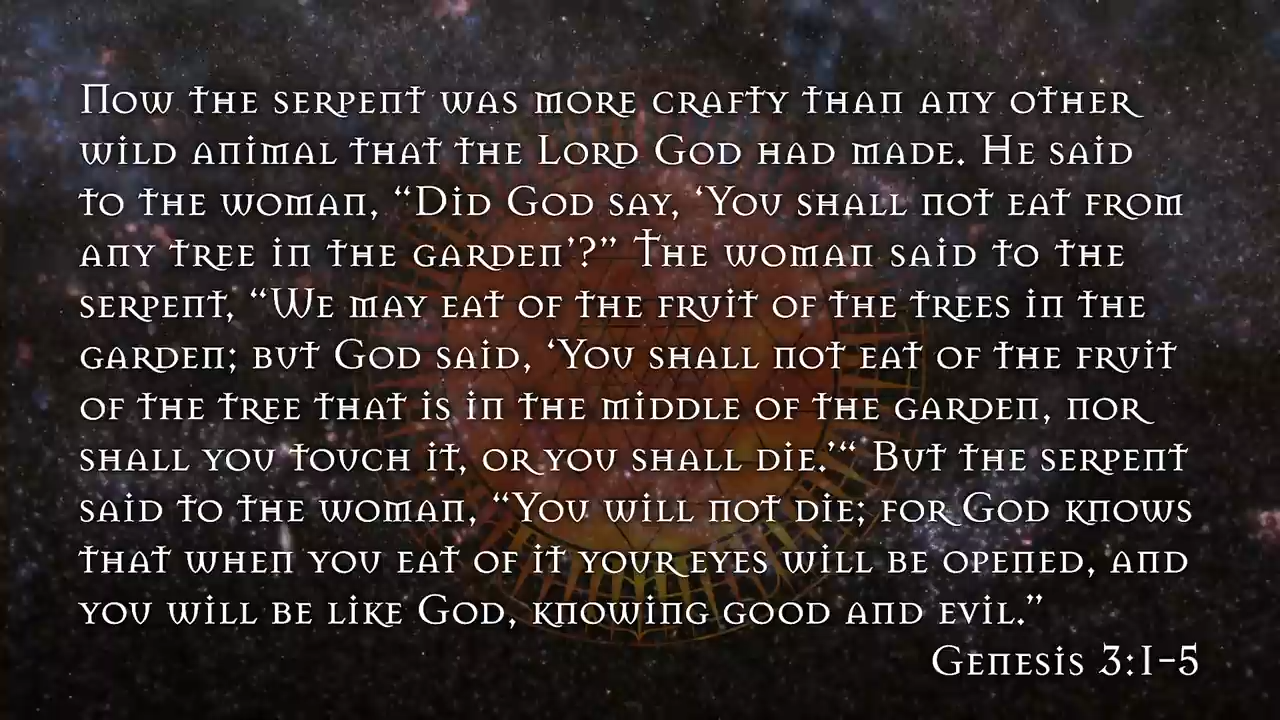 Now the serpent was more crafty than any other
wild animal that the Lord God had made. He said
to the woman, “Did God say, ‘You shall not eat from
any tree in the garden’?” The woman said to the
serpent, “We may eat of the fruit of the trees in the
garden; but God said, ‘You shall not eat of the fruit
of the tree that is in the middle of the garden, nor
shall you touch it, or you shall die.’“ But the serpent
said to the woman, “You will not die; for God knows
that when you eat of it your eyes will be opened, and
you will be like God, knowing good and evil.”
Genesis 3:1-5